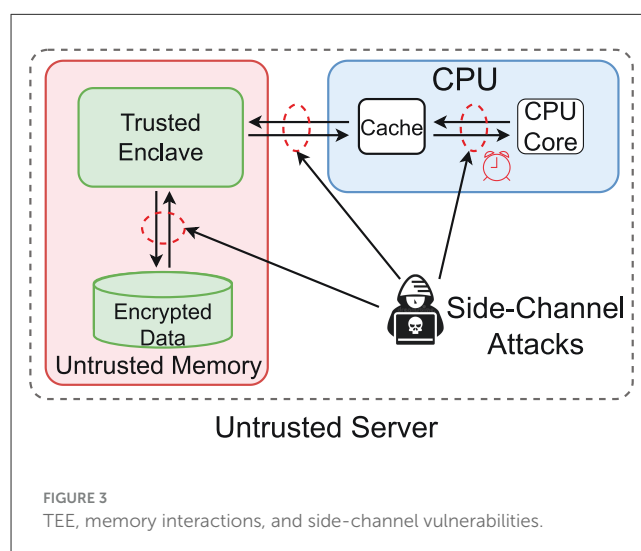 CPU
Trusted
Enclave
Cache
CPU
Core
Encrypted
Data
Untrusted Memory
Side-Channel
Attacks
Untrusted Server
FIGURE 3
TEE, memory interactions, and side-channel vulnerabilities.